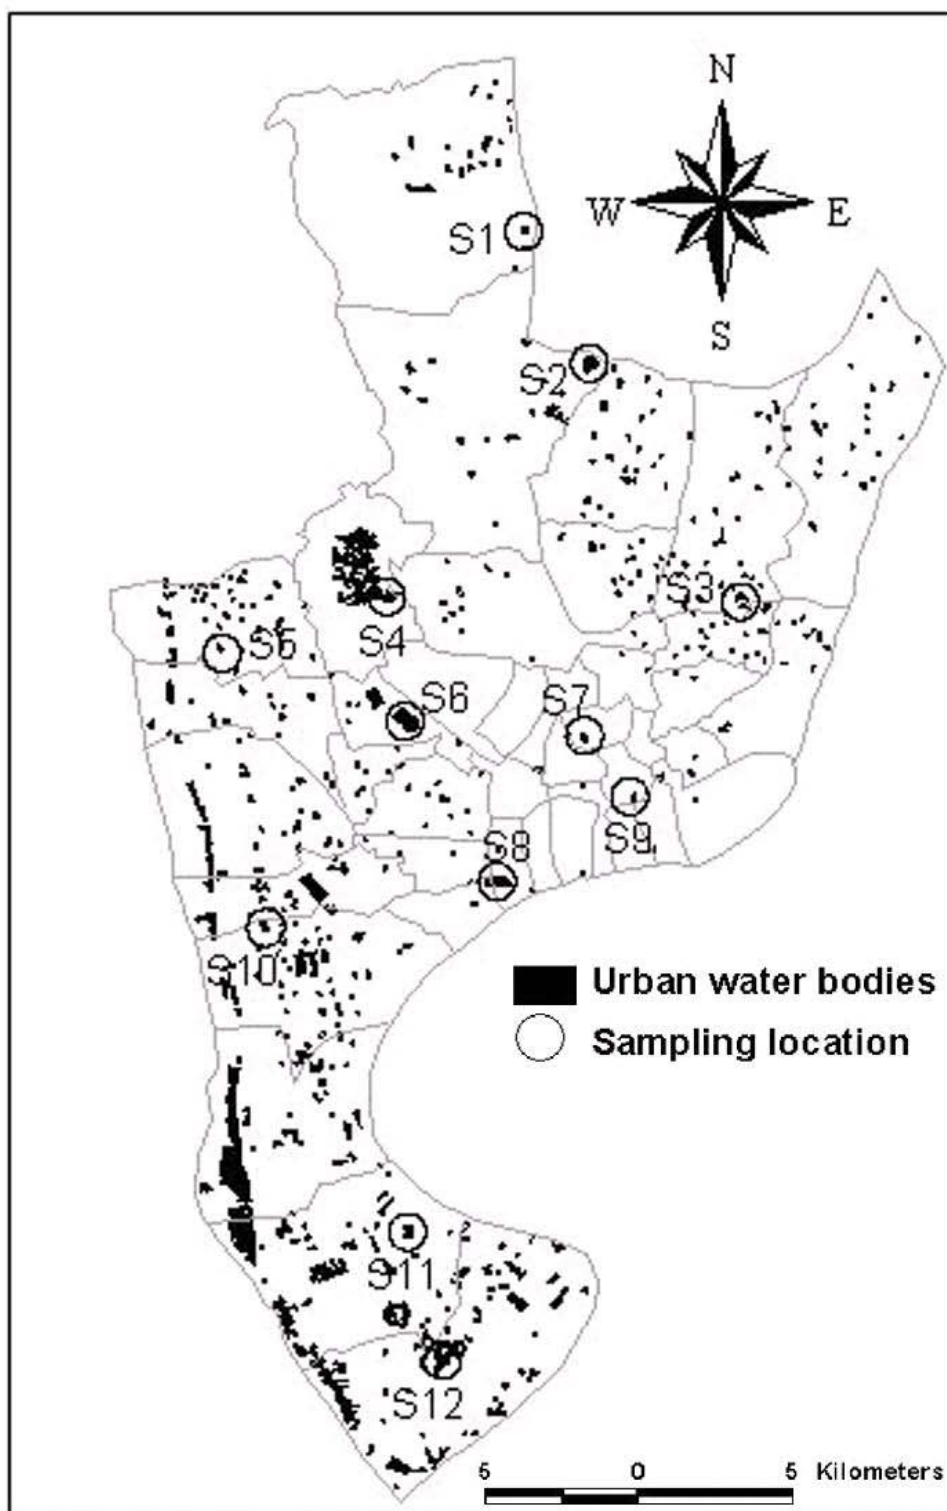 N
W E
S
S1
S2
S3
S4
S5
S6
S7
S8
S9
S10
Urban water bodies
Sampling location
S11
S12
5 0 5 Kilometers